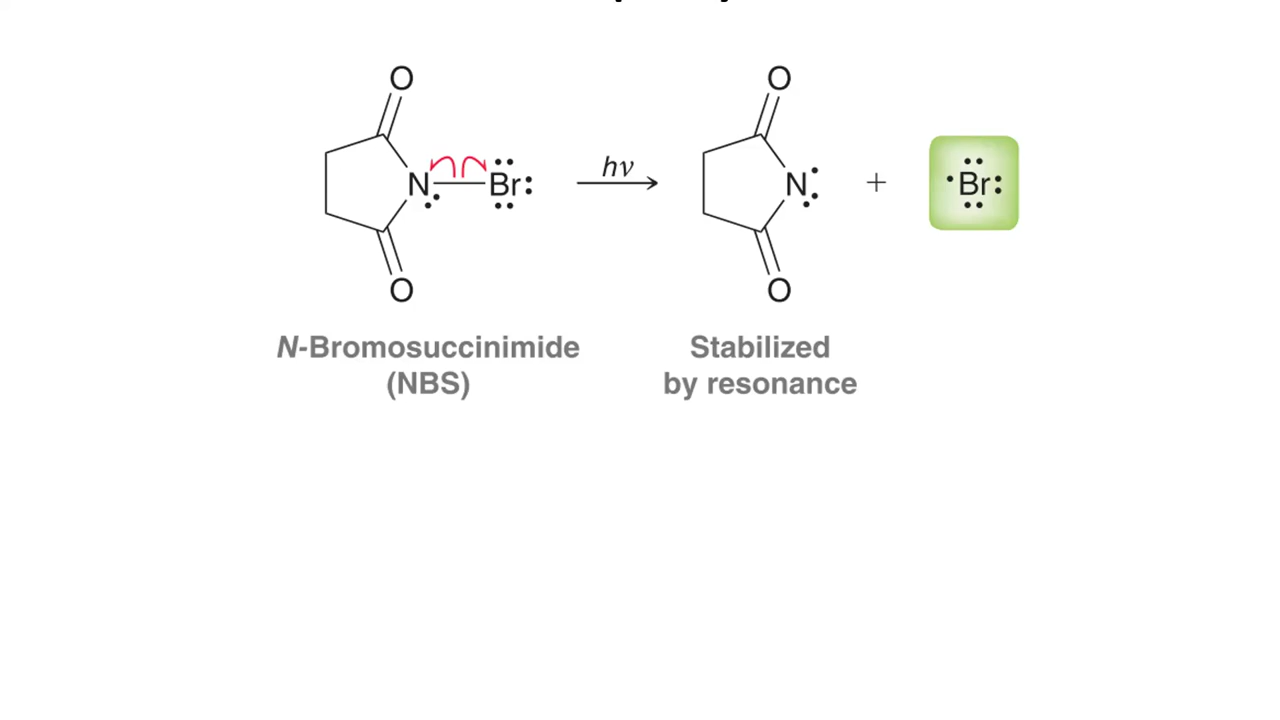 O
O
N
Br
hν
N
+
Br
O
O
N-Bromosuccinimide
(NBS)
Stabilized
by resonance